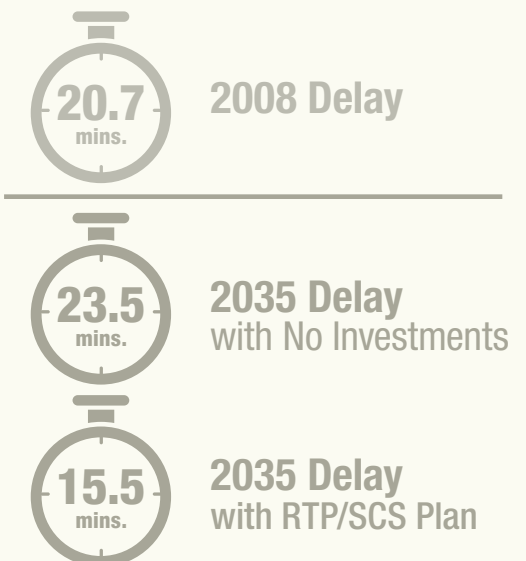 20.7
mins.
2008 Delay
23.5
mins.
2035 Delay
with No Investments
15.5
mins.
2035 Delay
with RTP/SCS Plan